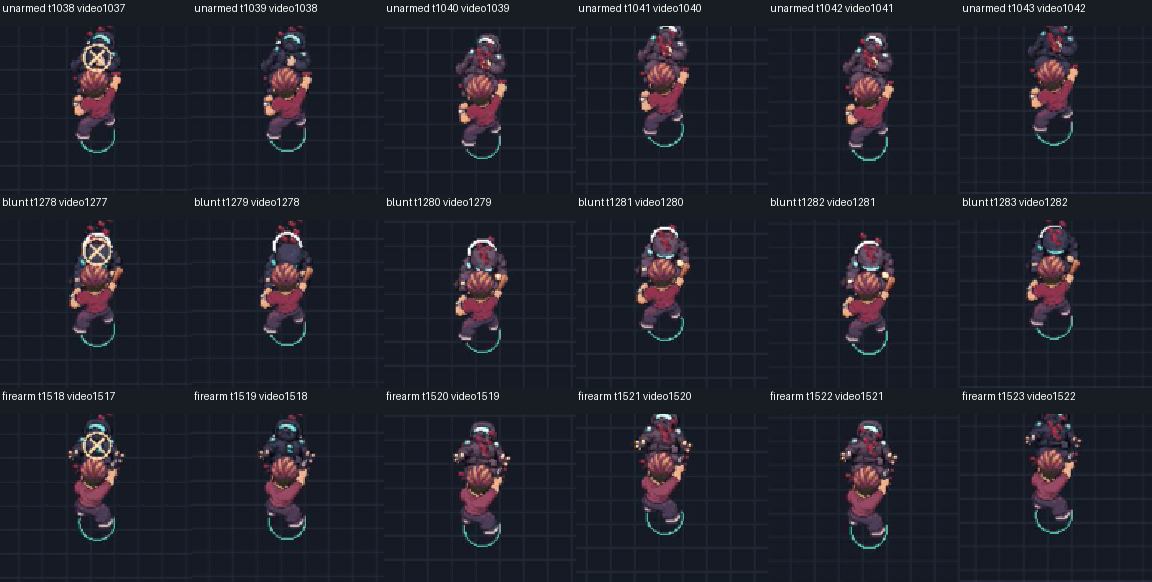 unarmed t1038 video1037
unarmed t1039 video1038
unarmed t1040 video1039
unarmed t1041 video1040
unarmed t1042 video1041
unarmed t1043 video1042
blunt t1278 video1277
blunt t1279 video1278
blunt t1280 video1279
blunt t1281 video1280
blunt t1282 video1281
blunt t1283 video1282
firearm t1518 video1517
firearm t1519 video1518
firearm t1520 video1519
firearm t1521 video1520
firearm t1522 video1521
firearm t1523 video1522